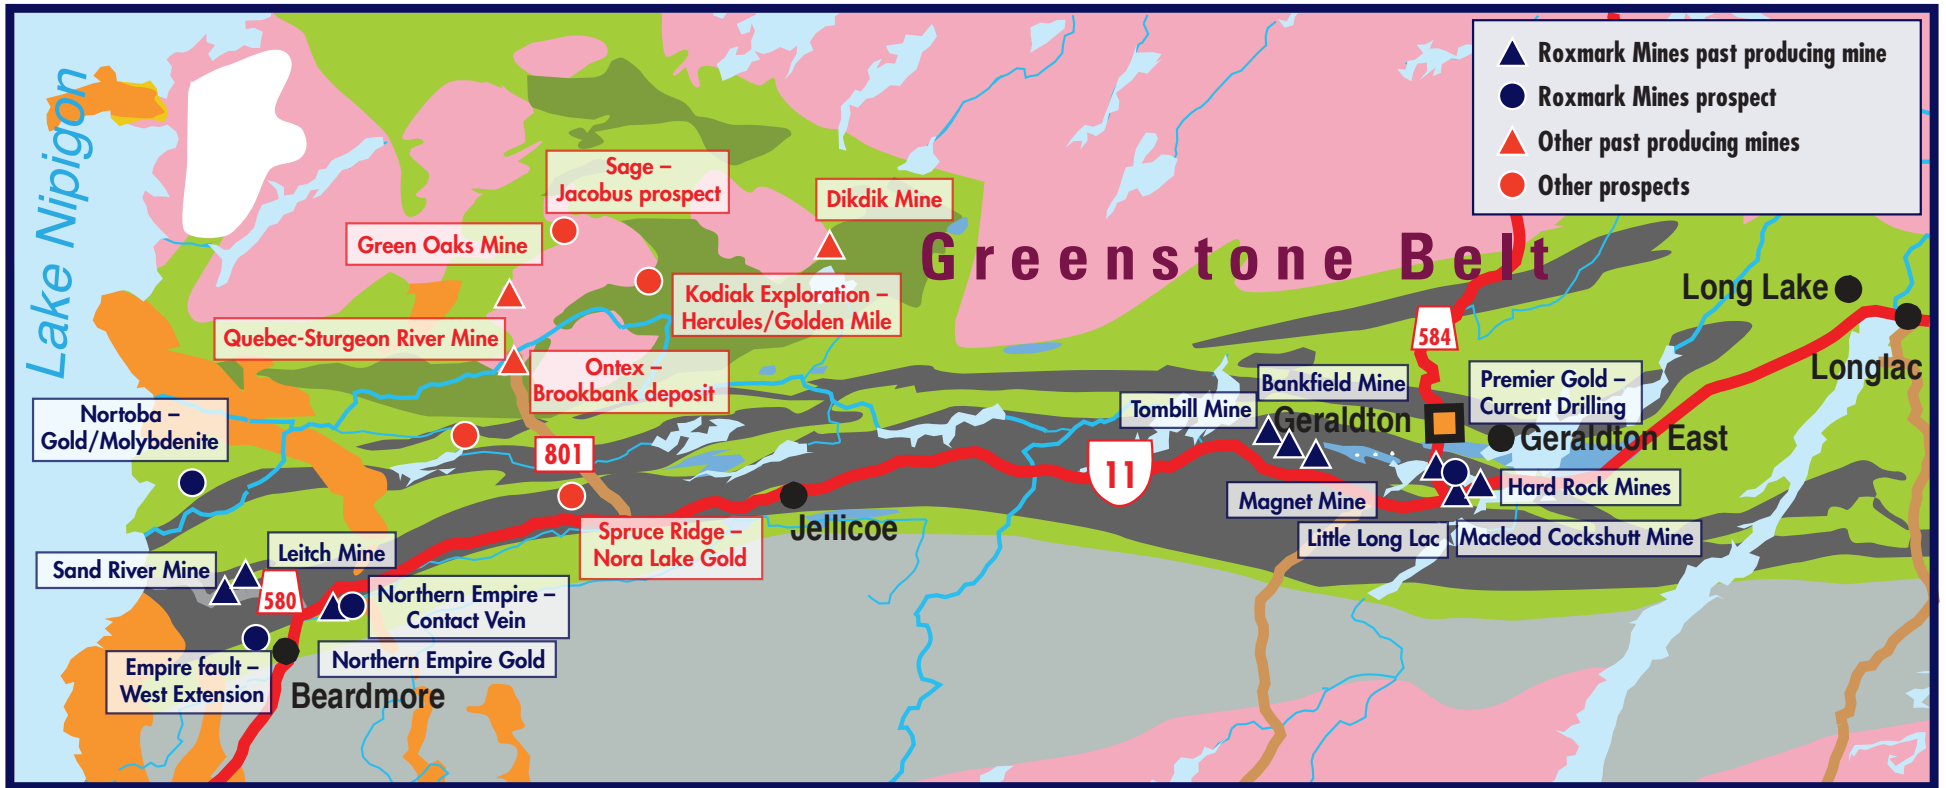 Roxmark Mines past producing mine
Roxmark Mines prospect
Other past producing mines
Other prospects
Lake Nipigon
Sage –
Jacobus prospect
Dikdik Mine
Green Oaks Mine
Greenstone Belt
Kodiak Exploration –
Hercules/Golden Mile
Long Lake
Quebec-Sturgeon River Mine
584
Ontex –
Brookbank deposit
Longlac
Bankfield Mine
Premier Gold –
Current Drilling
Tombill Mine
Geraldton
Nortoba –
Gold/Molybdenite
Geraldton East
801
11
Hard Rock Mines
Magnet Mine
Jellicoe
Spruce Ridge –
Nora Lake Gold
Little Long Lac
Macleod Cockshutt Mine
Leitch Mine
Sand River Mine
580
Northern Empire –
Contact Vein
Northern Empire Gold
Empire fault –
West Extension
Beardmore